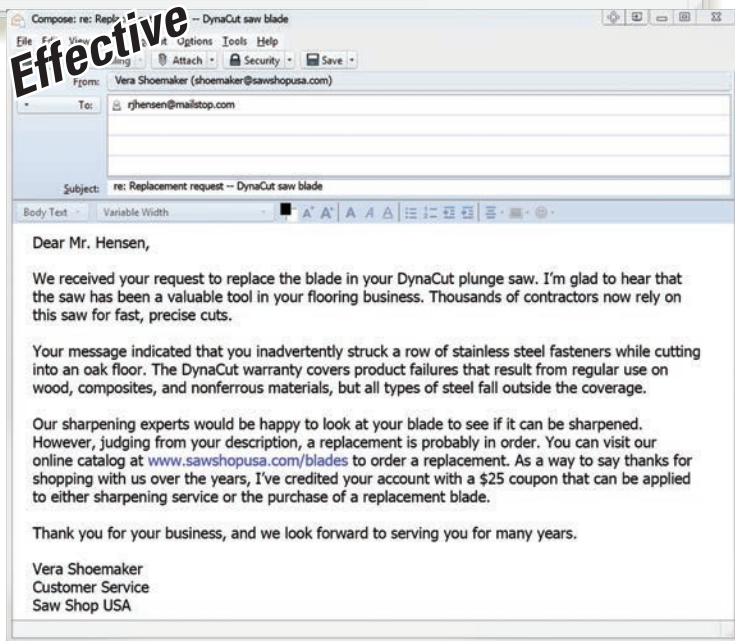 Compose: re: Repla – DynaCut saw blade
Effective
File Edit View Options Tools Help
Attach Security Save
From: Vera Shoemaker (shoemaker@sawshopusa.com)
To: rjhensen@mailstop.com
Subject: re: Replacement request -- DynaCut saw blade
Body Text Variable Width
Dear Mr. Hensen,
We received your request to replace the blade in your DynaCut plunge saw. I'm glad to hear that
the saw has been a valuable tool in your flooring business. Thousands of contractors now rely on
this saw for fast, precise cuts.
Your message indicated that you inadvertently struck a row of stainless steel fasteners while cutting
into an oak floor. The DynaCut warranty covers product failures that result from regular use on
wood, composites, and nonferrous materials, but all types of steel fall outside the coverage.
Our sharpening experts would be happy to look at your blade to see if it can be sharpened.
However, judging from your description, a replacement is probably in order. You can visit our
online catalog at www.sawshopusa.com/blades to order a replacement. As a way to say thanks for
shopping with us over the years, I've credited your account with a $25 coupon that can be applied
to either sharpening service or the purchase of a replacement blade.
Thank you for your business, and we look forward to serving you for many years.
Vera Shoemaker
Customer Service
Saw Shop USA